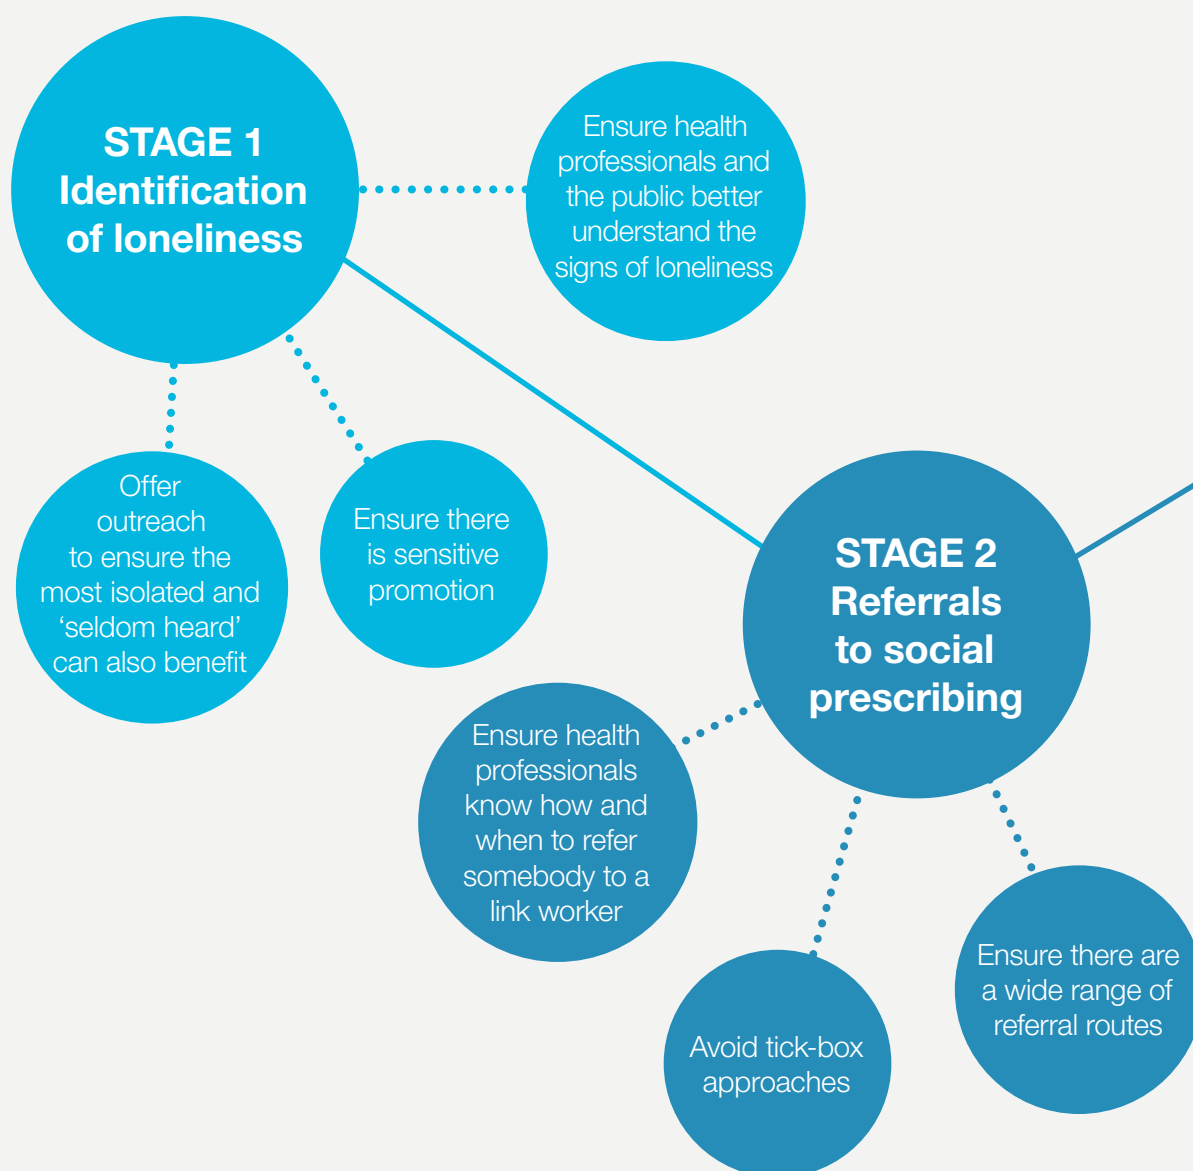 STAGE 1
Identification
of loneliness
Ensure health
professionals and
the public better
understand the
signs of loneliness
Offer
outreach
to ensure the
most isolated and
‘seldom heard’
can also benefit
Ensure there
is sensitive
promotion
STAGE 2
Referrals
to social
prescribing
Ensure health
professionals
know how and
when to refer
somebody to a
link worker
Avoid tick-box
approaches
Ensure there are
a wide range of
referral routes